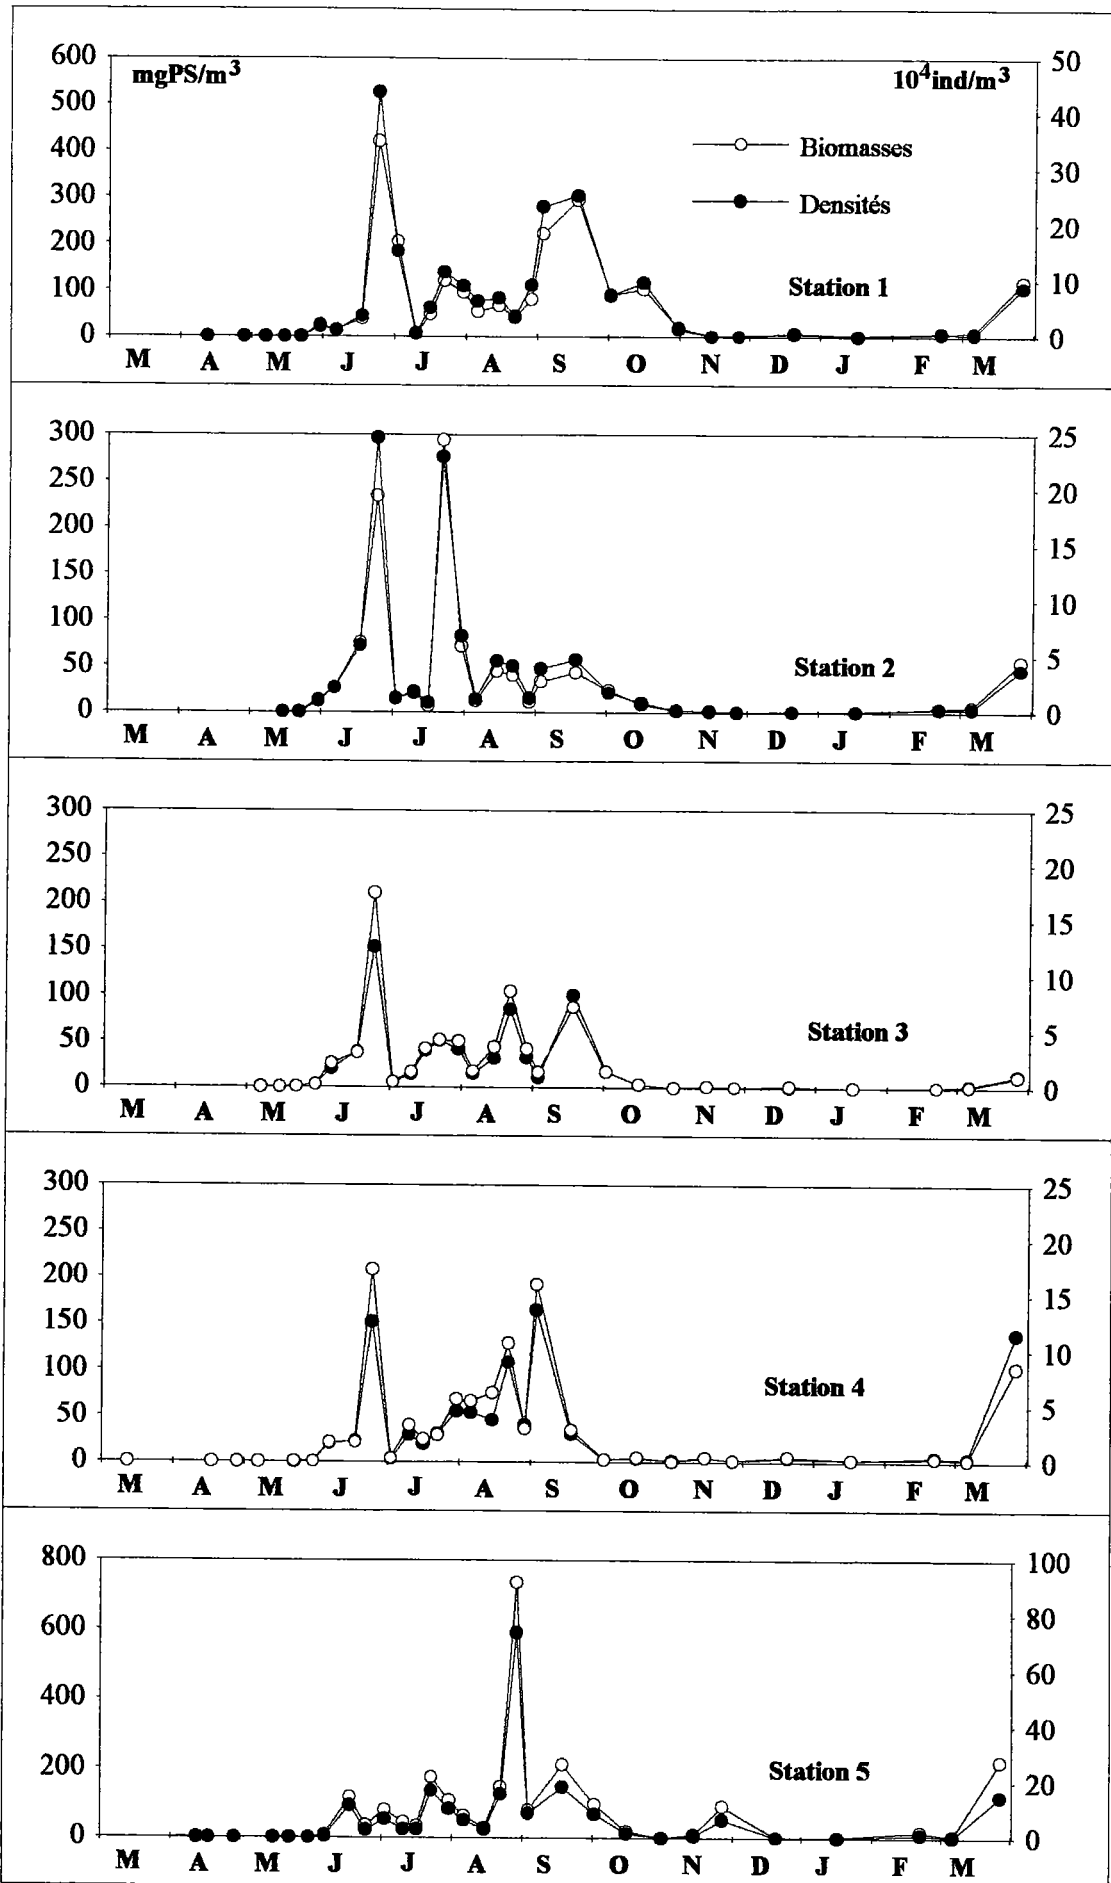 600 50
mgPS/m³ 10⁴ind/m³
500
400 40
Biomasses
300 30
Densités
200 20
100 10
Station 1
0 0
M A M J J A S O N D J F M
300 25
250
200 20
150 15
100 10
50 5
Station 2
0 0
M A M J J A S O N D J F M
300 25
250
200 20
150 15
100 10
50 5
Station 3
0 0
M A M J J A S O N D J F M
300 25
250
200 20
150 15
100 10
Station 4
50 5
0 0
M A M J J A S O N D J F M
800 100
80
600
60
400
40
200 20
Station 5
0 0
M A M J J A S O N D J F M